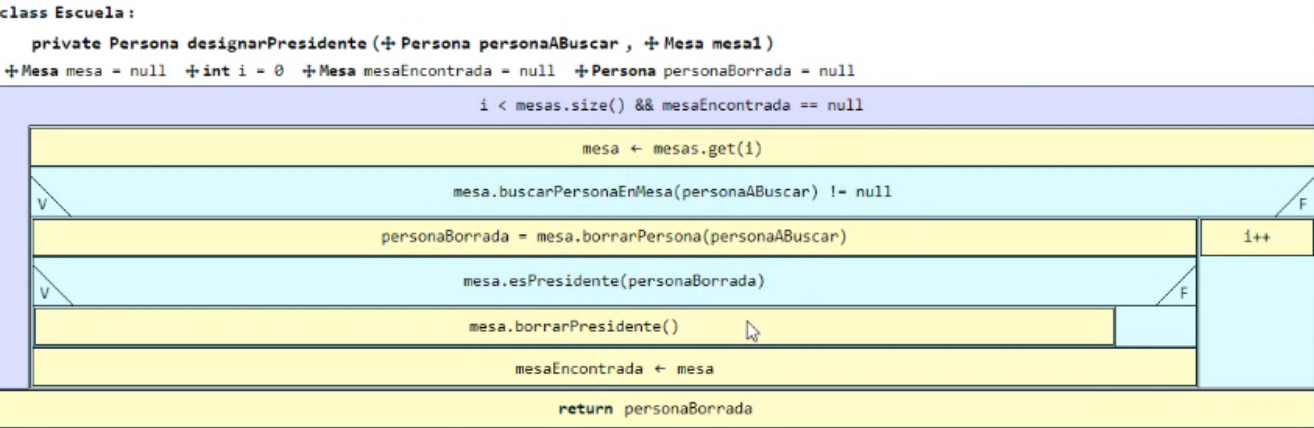 class Escuela:
private Persona designarPresidente(✢ Persona personaABuscar, ✢ Mesa mesa1)
✢Mesa mesa = null ✢int i = 0 ✢Mesa mesaEncontrada = null ✢Persona personaBorrada = null
i < mesas.size() && mesaEncontrada == null
mesa ← mesas.get(i)
V mesa.buscarPersonaEnMesa(personaABuscar) != null F
personaBorrada = mesa.borrarPersona(personaABuscar) i++
V mesa.esPresidente(personaBorrada) F
mesa.borrarPresidente()
mesaEncontrada ← mesa
return personaBorrada